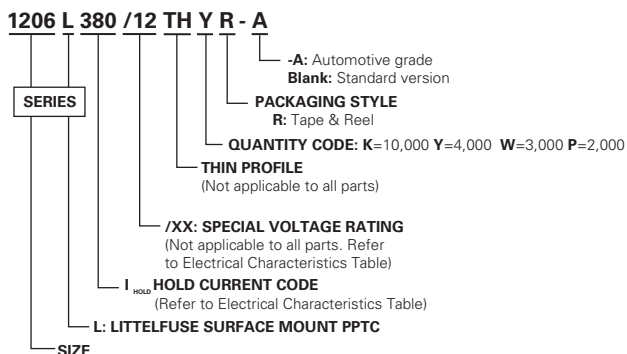 1206 L 380 /12 TH Y R - A
-A: Automotive grade
Blank: Standard version
SERIES
PACKAGING STYLE
R: Tape & Reel
QUANTITY CODE: K=10,000 Y=4,000 W=3,000 P=2,000
THIN PROFILE
(Not applicable to all parts)
/XX: SPECIAL VOLTAGE RATING
(Not applicable to all parts. Refer
to Electrical Characteristics Table)
I HOLD HOLD CURRENT CODE
(Refer to Electrical Characteristics Table)
L: LITTELFUSE SURFACE MOUNT PPTC
SIZE